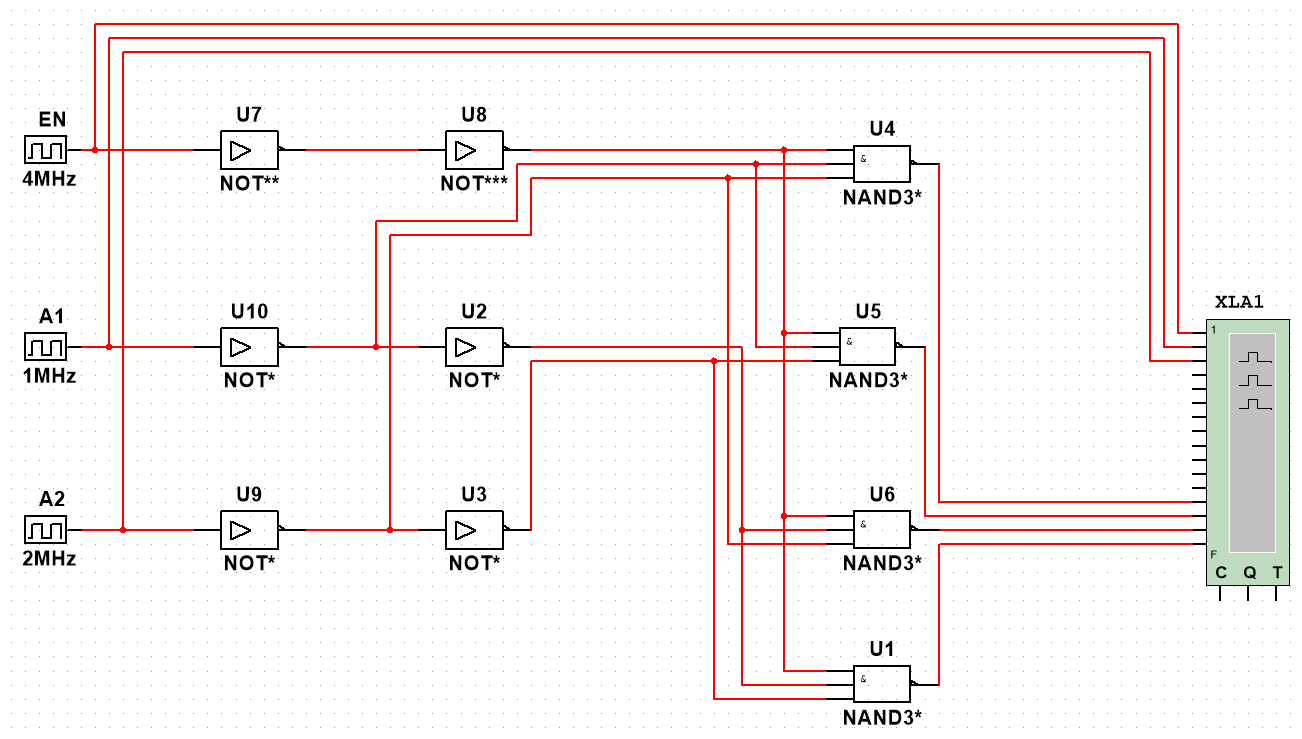 EN
4MHz
U7
NOT**
U8
NOT***
U4
&
NAND3*
A1
1MHz
U10
NOT*
U2
NOT*
U5
&
NAND3*
XLA1
1
F
C Q T
A2
2MHz
U9
NOT*
U3
NOT*
U6
&
NAND3*
U1
&
NAND3*